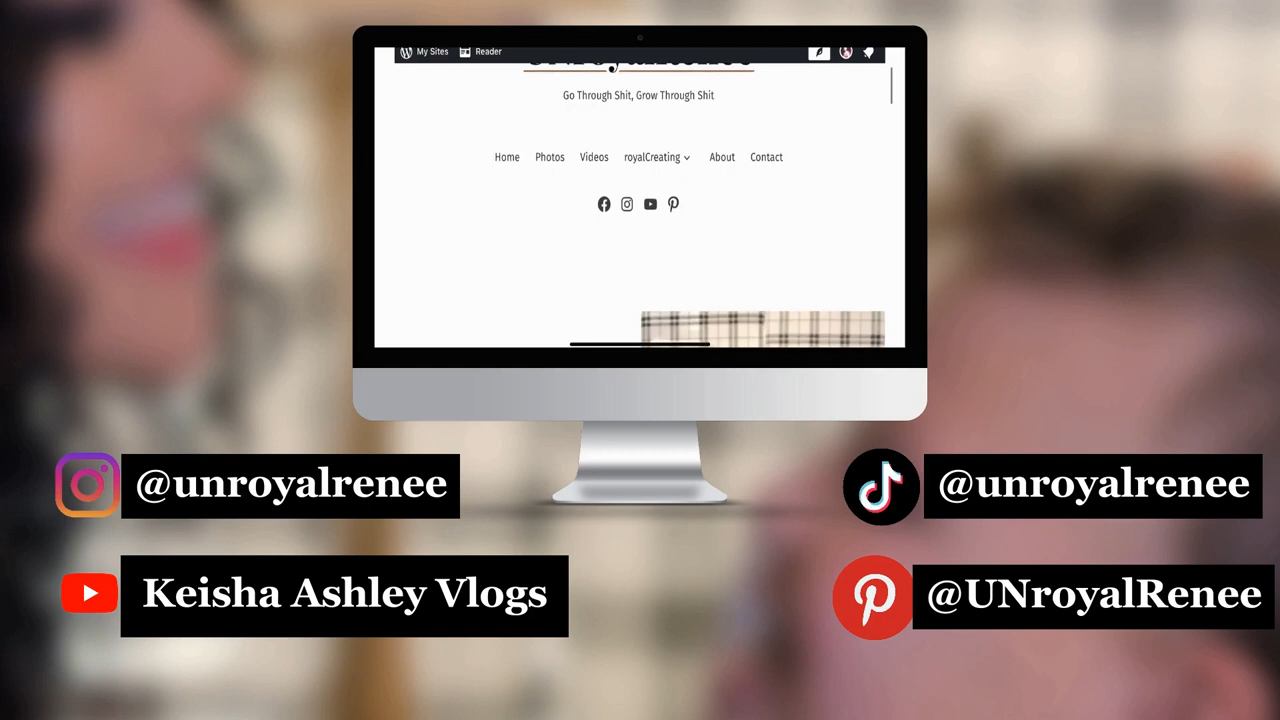 My Sites Reader
Go Through Shit, Grow Through Shit
Home Photos Videos royalCreating About Contact
@unroyalrenee
@unroyalrenee
Keisha Ashley Vlogs
@UNroyalRenee